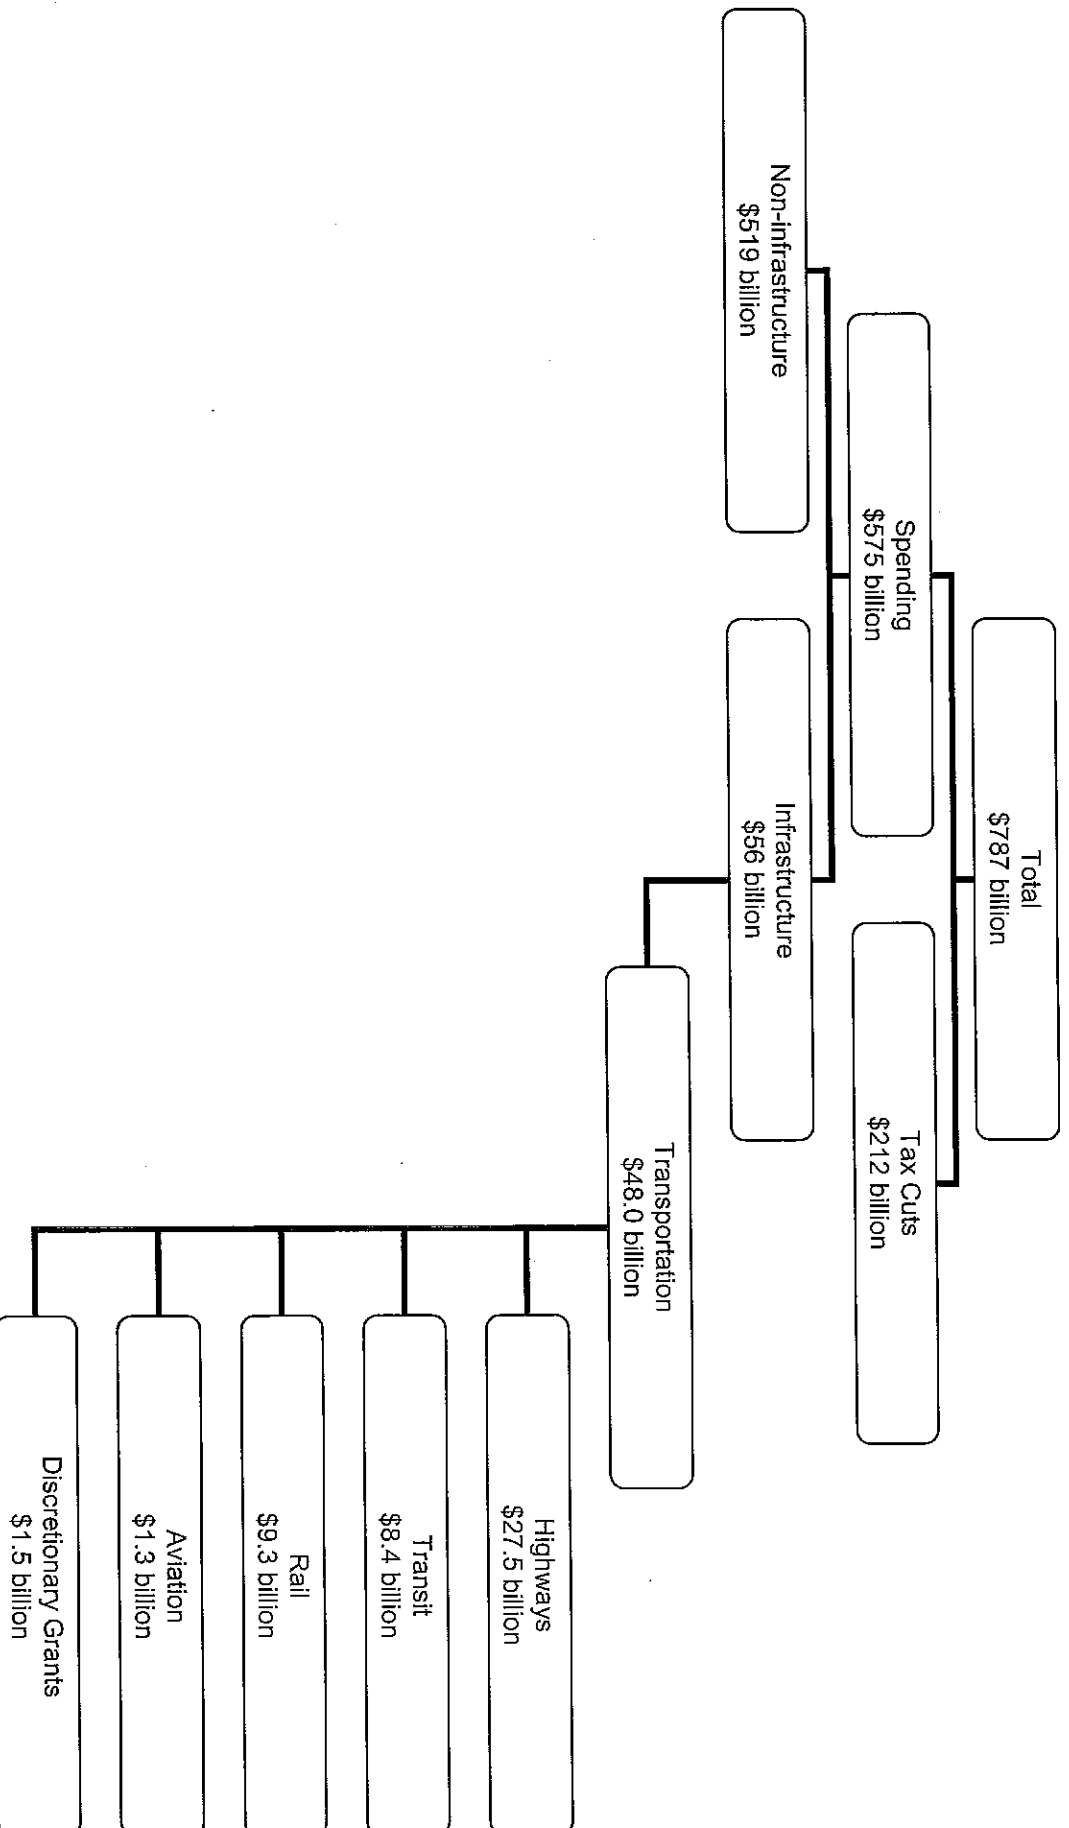 Total
$787 billion
Spending
$575 billion
Tax Cuts
$212 billion
Non-infrastructure
$519 billion
Infrastructure
$56 billion
Transportation
$48.0 billion
Highways
$27.5 billion
Transit
$8.4 billion
Rail
$9.3 billion
Aviation
$1.3 billion
Discretionary Grants
$1.5 billion